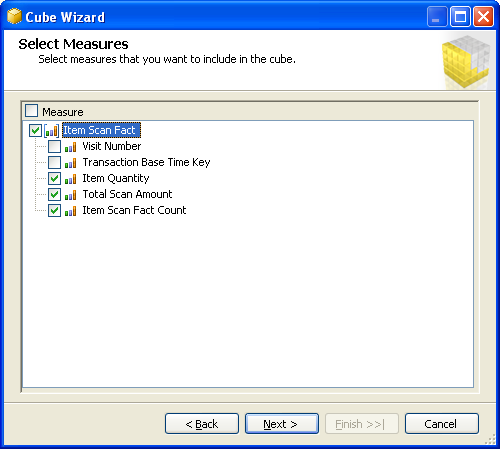 Cube Wizard
Select Measures
Select measures that you want to include in the cube.
Measure
Item Scan Fact
Visit Number
Transaction Base Time Key
Item Quantity
Total Scan Amount
Item Scan Fact Count
< Back Next > Finish >>| Cancel